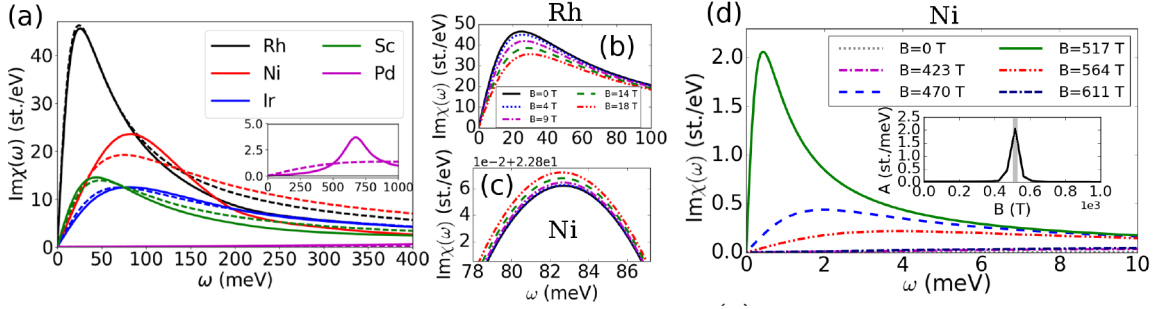 (a)
Imχ(ω) (st./eV)
40
30
20
10
0
Rh
Ni
Ir
Sc
Pd
5.0
2.5
0.0
0 250 500 750 1000
0 50 100 150 200 250 300 350 400
ω (meV)
Rh
(b)
Imχ(ω) (st./eV)
50
40
30
20
10
0
B=0 T
B=4 T
B=9 T
B=14 T
B=18 T
0 20 40 60 80 100
1e−2+2.28e1
(c)
Imχ(ω) (st./eV)
6
4
2
Ni
78 80 82 84 86
ω (meV)
(d)
Ni
Imχ(ω) (st./eV)
2.0
1.5
1.0
0.5
0.0
B=0 T
B=423 T
B=470 T
B=517 T
B=564 T
B=611 T
A (st./meV)
2.5
2.0
1.5
1.0
0.5
0.0
0.0 0.2 0.4 0.6 0.8 1.0
B (T)
1e3
0 2 4 6 8 10
ω (meV)